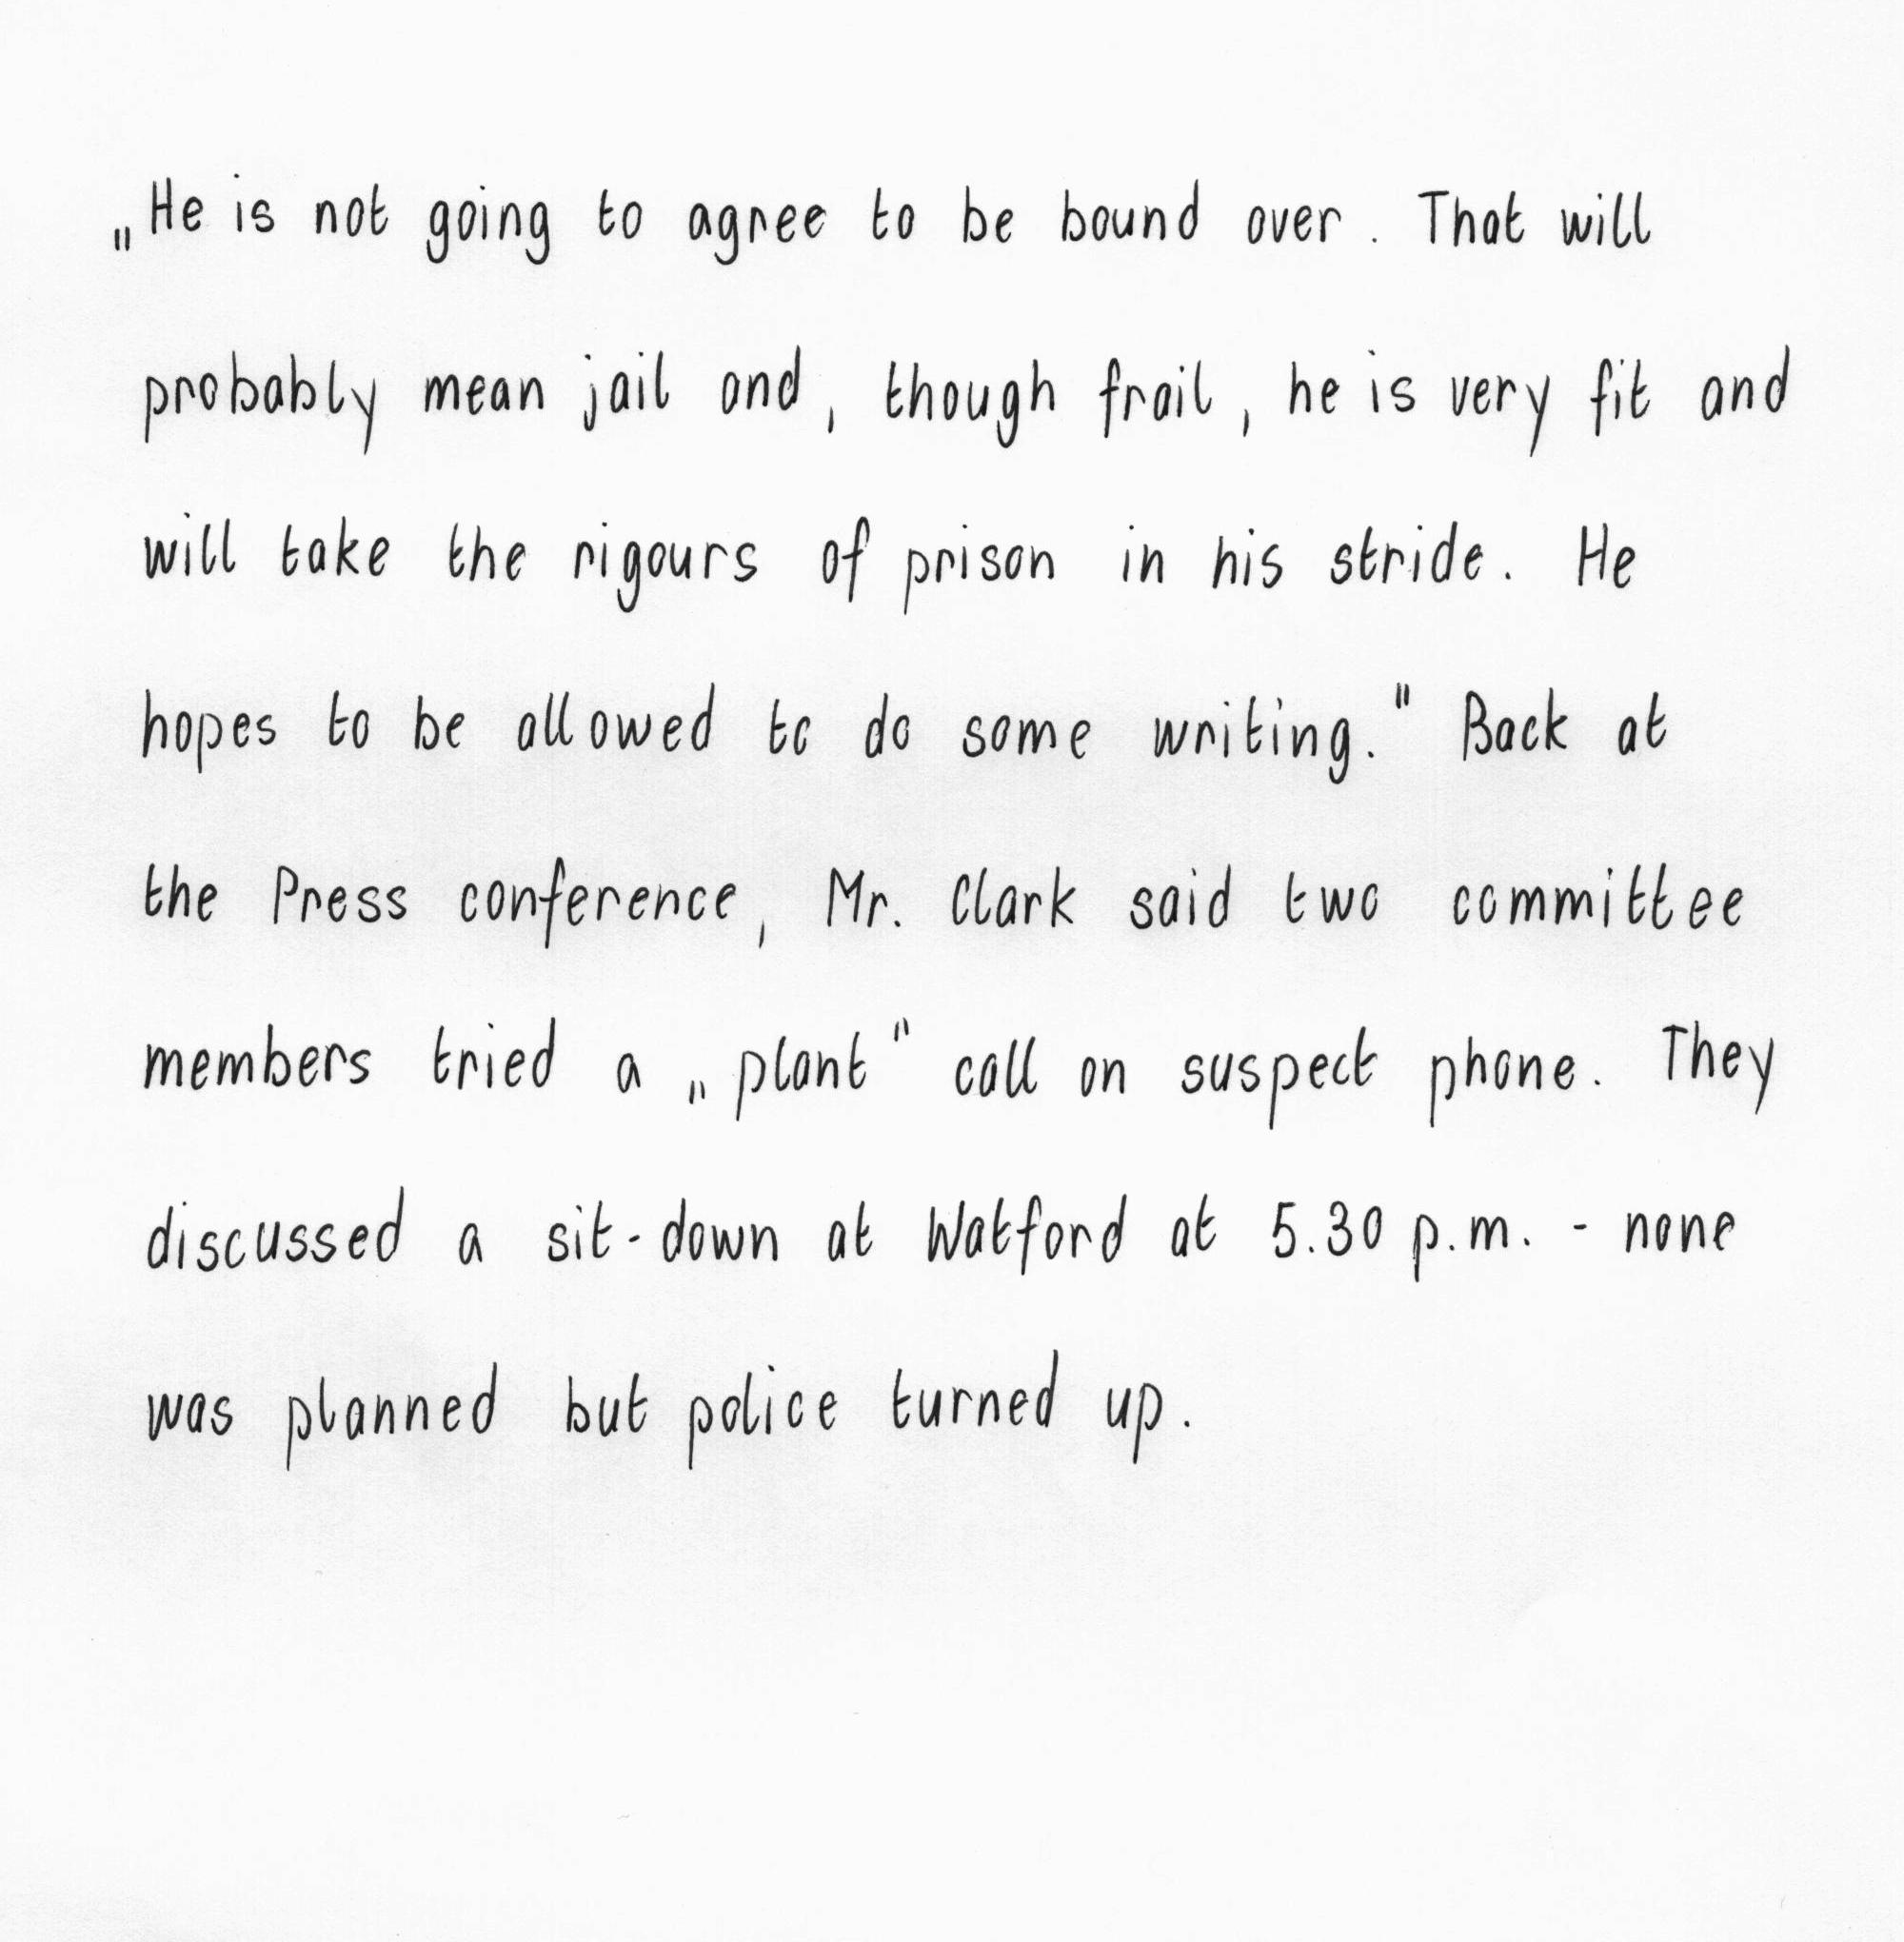 „He is not going to agree to be bound over. That will
probably mean jail and, though frail, he is very fit and
will take the rigours of prison in his stride. He
hopes to be allowed to do some writing." Back at
the Press conference, Mr. Clark said two committee
members tried a „plant" call on suspect phone. They
discussed a sit-down at Watford at 5.30 p.m. - none
was planned but police turned up.